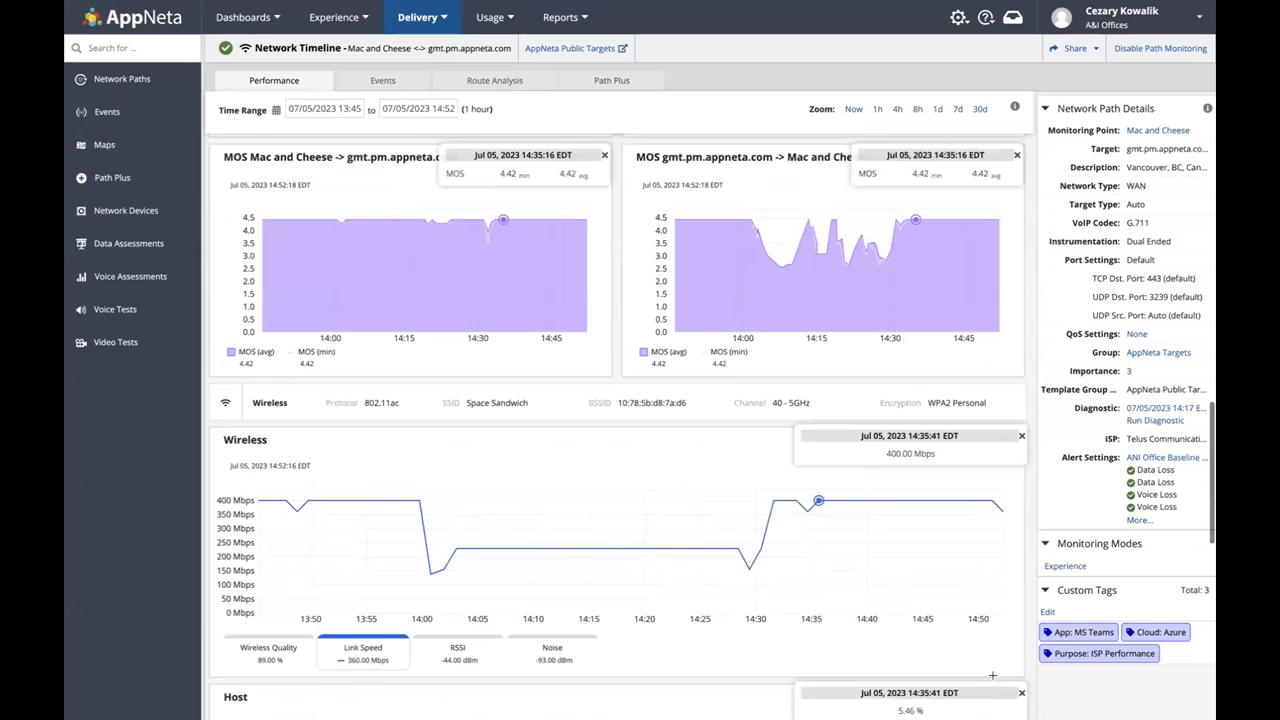 AppNeta
Dashboards
Experience
Delivery
Usage
Reports
Cezary Kowalik
A&I Offices
Search for ...
Network Timeline - Mac and Cheese <-> gmt.pm.appneta.com
AppNeta Public Targets
Share
Disable Path Monitoring
Network Paths
Events
Maps
Path Plus
Network Devices
Data Assessments
Voice Assessments
Voice Tests
Video Tests
Performance
Events
Route Analysis
Path Plus
Time Range 07/05/2023 13:45 to 07/05/2023 14:52 (1 hour)
Zoom: Now 1h 4h 8h 1d 7d 30d
MOS Mac and Cheese -> gmt.pm.appneta.c
Jul 05, 2023 14:35:16 EDT
MOS 4.42 min 4.42 avg
Jul 05, 2023 14:52:18 EDT
4.5
4.0
3.5
3.0
2.5
2.0
1.5
1.0
0.5
0.0
14:00 14:15 14:30 14:45
MOS (avg) MOS (min)
4.42 4.42
MOS gmt.pm.appneta.com -> Mac and Che
Jul 05, 2023 14:35:16 EDT
MOS 4.42 min 4.42 avg
Jul 05, 2023 14:52:18 EDT
4.5
4.0
3.5
3.0
2.5
2.0
1.5
1.0
0.5
0.0
14:00 14:15 14:30 14:45
MOS (avg) MOS (min)
4.42 4.42
Wireless Protocol 802.11ac SSID Space Sandwich BSSID 10:78:5b:d8:7a:d6 Channel 40 - 5GHz Encryption WPA2 Personal
Wireless
Jul 05, 2023 14:35:41 EDT
400.00 Mbps
Jul 05, 2023 14:52:16 EDT
400 Mbps
350 Mbps
300 Mbps
250 Mbps
200 Mbps
150 Mbps
100 Mbps
50 Mbps
0 Mbps
13:50 13:55 14:00 14:05 14:10 14:15 14:20 14:25 14:30 14:35 14:40 14:45 14:50
Wireless Quality Link Speed RSSI Noise
89.00 % 360.00 Mbps -44.00 dBm -93.00 dBm
Host
Jul 05, 2023 14:35:41 EDT
5.46 %
Network Path Details
Monitoring Point: Mac and Cheese
Target: gmt.pm.appneta.co...
Description: Vancouver, BC, Can...
Network Type: WAN
Target Type: Auto
VoIP Codec: G.711
Instrumentation: Dual Ended
Port Settings: Default
TCP Dst. Port: 443 (default)
UDP Dst. Port: 3239 (default)
UDP Src. Port: Auto (default)
QoS Settings: None
Group: AppNeta Targets
Importance: 3
Template Group ... AppNeta Public Tar...
Diagnostic: 07/05/2023 14:17 E...
Run Diagnostic
ISP: Telus Communicati...
Alert Settings: ANI Office Baseline ...
Data Loss
Data Loss
Voice Loss
Voice Loss
More...
Monitoring Modes
Experience
Custom Tags Total: 3
Edit
App: MS Teams
Cloud: Azure
Purpose: ISP Performance